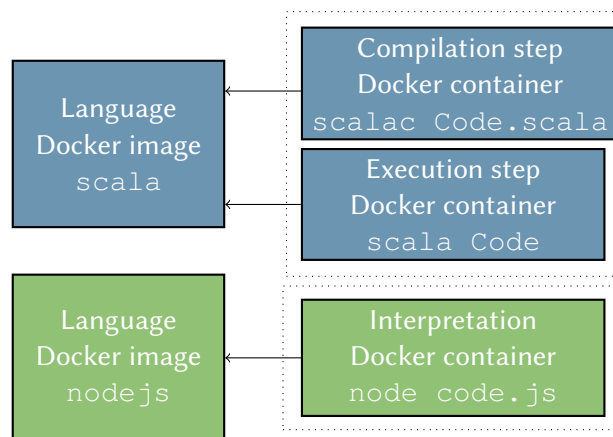 Compilation step
Docker container
scalac Code.scala
Language
Docker image
scala
Execution step
Docker container
scala Code
Language
Docker image
nodejs
Interpretation
Docker container
node code.js